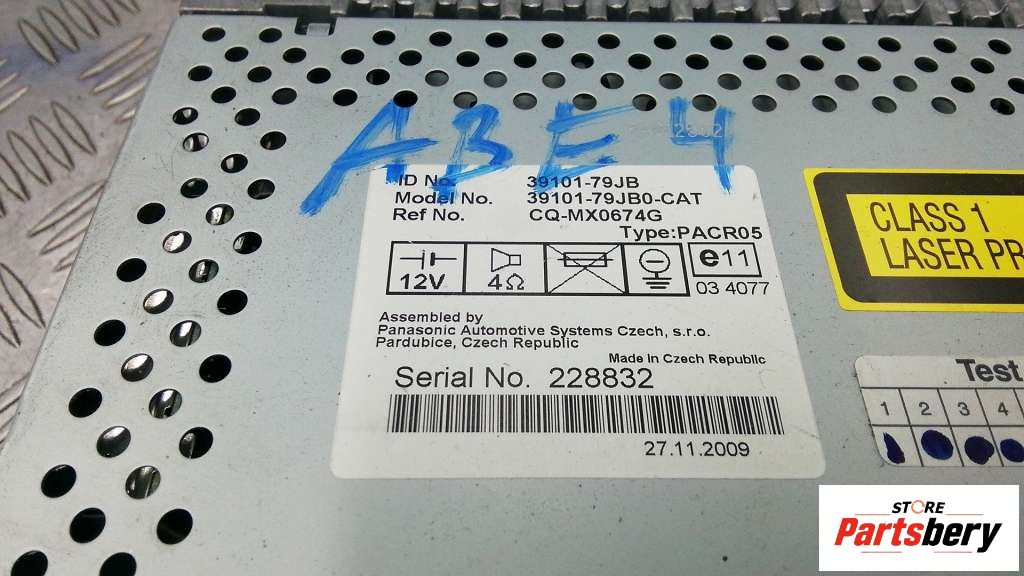 ABE4
ID No. 39101-79JB
Model No. 39101-79JB0-CAT
Ref No. CQ-MX0674G
Type:PACR05
12V 4Ω e11
03 4077
Assembled by
Panasonic Automotive Systems Czech, s.r.o.
Pardubice, Czech Republic
Made in Czech Republic
Serial No. 228832
27.11.2009
CLASS 1
LASER PR
Test
1 2 3 4
STORE
Partsbery